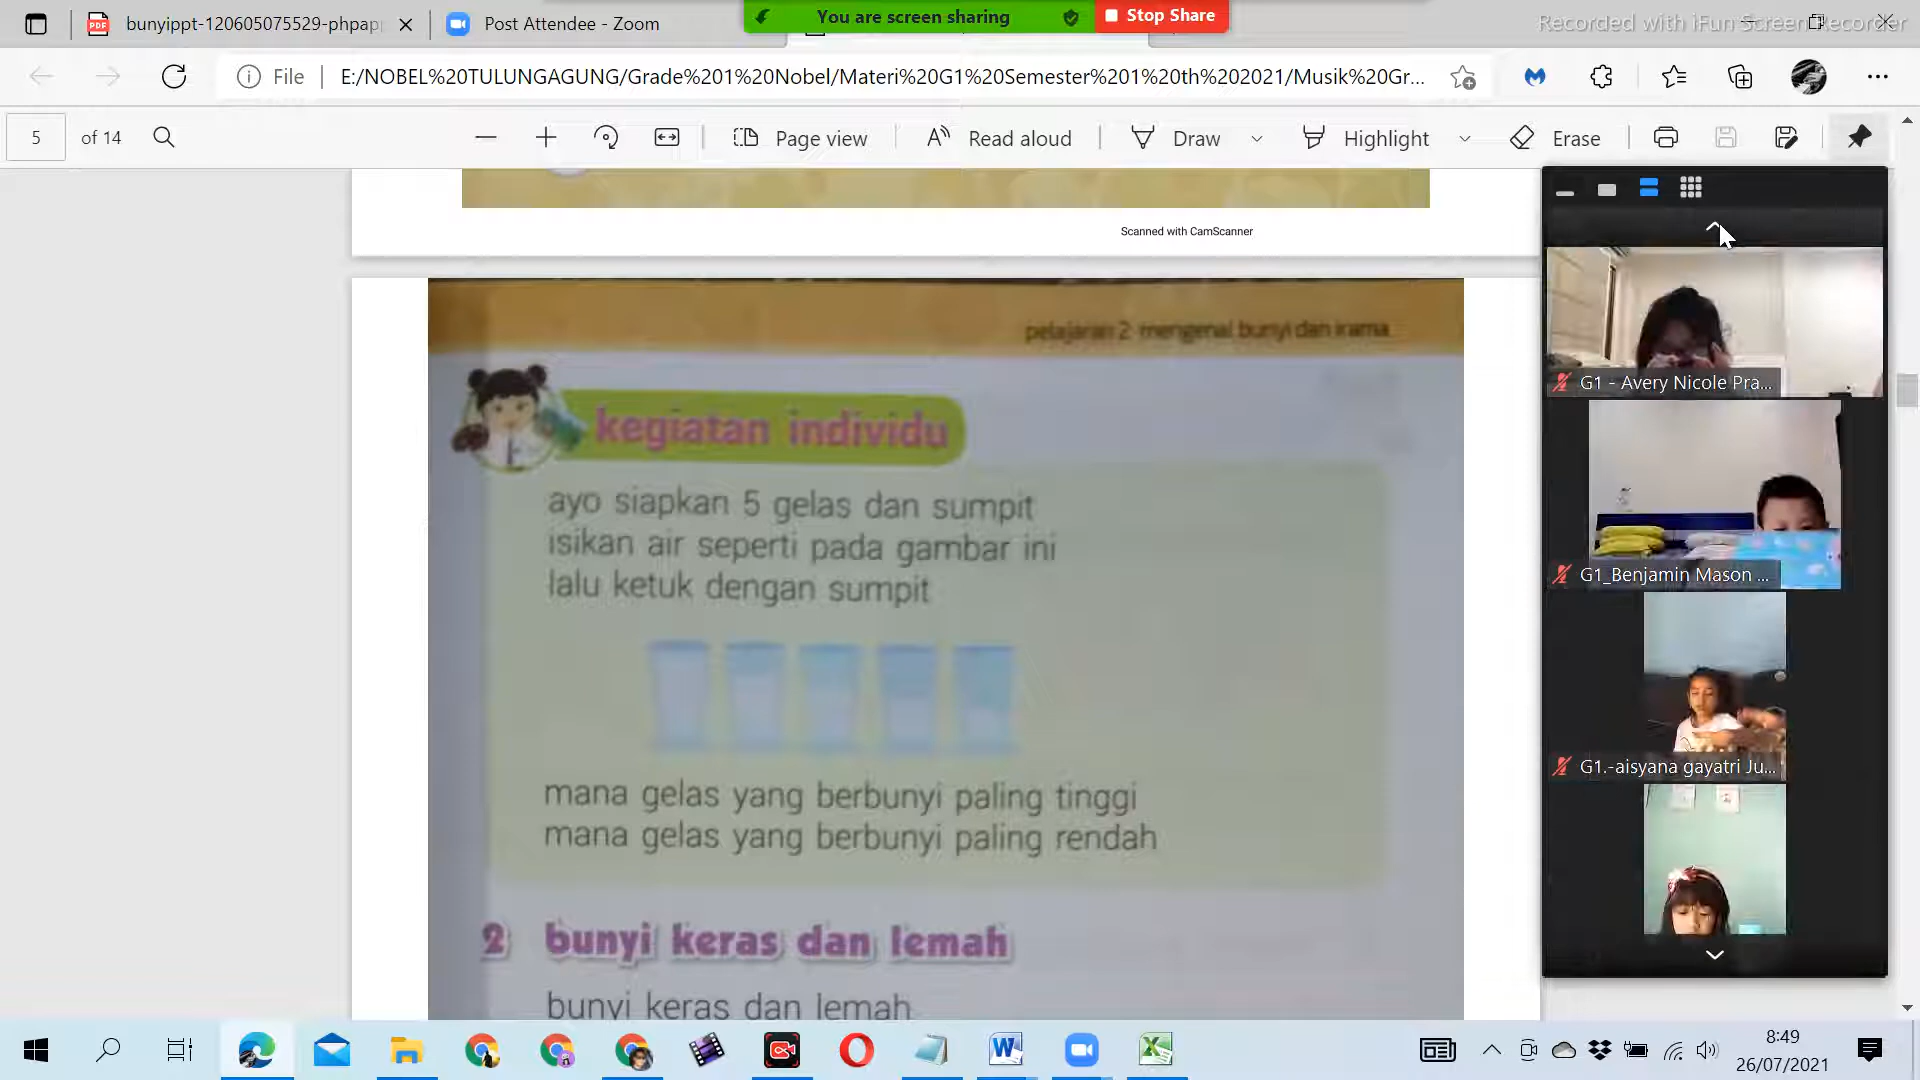 bunyippt-120605075529-phpap
Post Attendee - Zoom
You are screen sharing
Stop Share
Recorded with iFun Screen Recorder
File
E:/NOBEL%20TULUNGAGUNG/Grade%201%20Nobel/Materi%20G1%20Semester%201%20th%202021/Musik%20Gr...
5
of 14
Page view
Read aloud
Draw
Highlight
Erase
Scanned with CamScanner
pelajaran 2 mengenal bunyi dan irama
kegiatan individu
ayo siapkan 5 gelas dan sumpit
isikan air seperti pada gambar ini
lalu ketuk dengan sumpit
mana gelas yang berbunyi paling tinggi
mana gelas yang berbunyi paling rendah
2 bunyi keras dan lemah
bunyi keras dan lemah
G1 - Avery Nicole Pra...
G1_Benjamin Mason ...
G1.-aisyana gayatri Ju...
8:49
26/07/2021